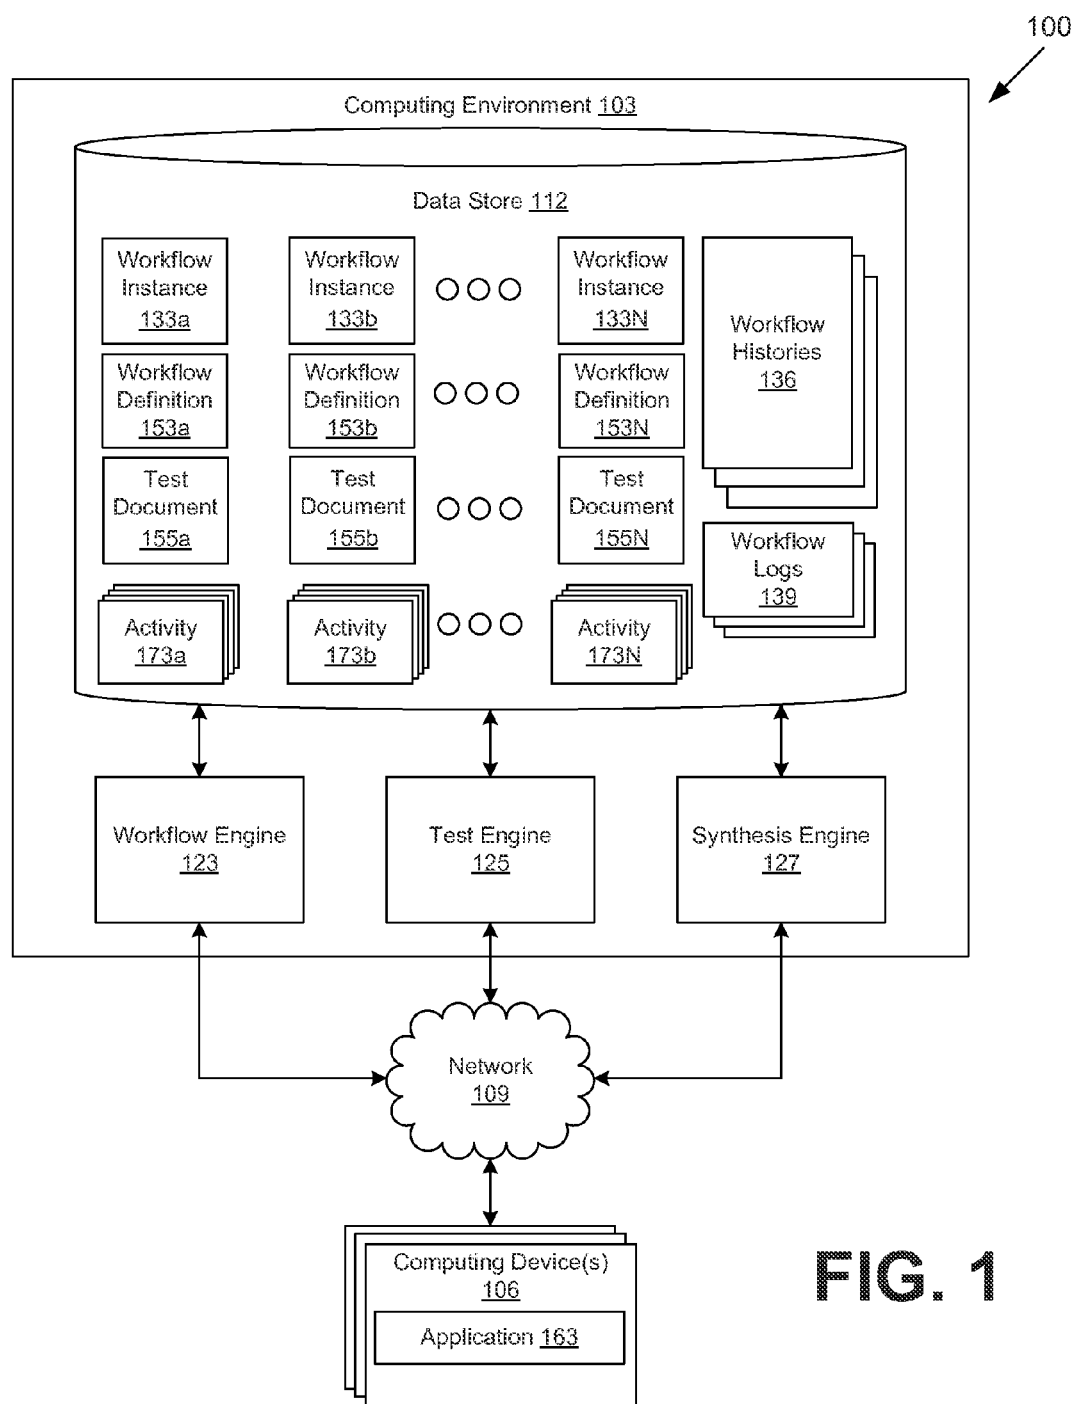 100
Computing Environment 103
Data Store 112
Workflow
Instance
133a
Workflow
Instance
133b
Workflow
Instance
133N
Workflow
Histories
136
Workflow
Definition
153a
Workflow
Definition
153b
Workflow
Definition
153N
Test
Document
155a
Test
Document
155b
Test
Document
155N
Workflow
Logs
139
Activity
173a
Activity
173b
Activity
173N
Workflow Engine
123
Test Engine
125
Synthesis Engine
127
Network
109
Computing Device(s)
106
Application 163
FIG. 1